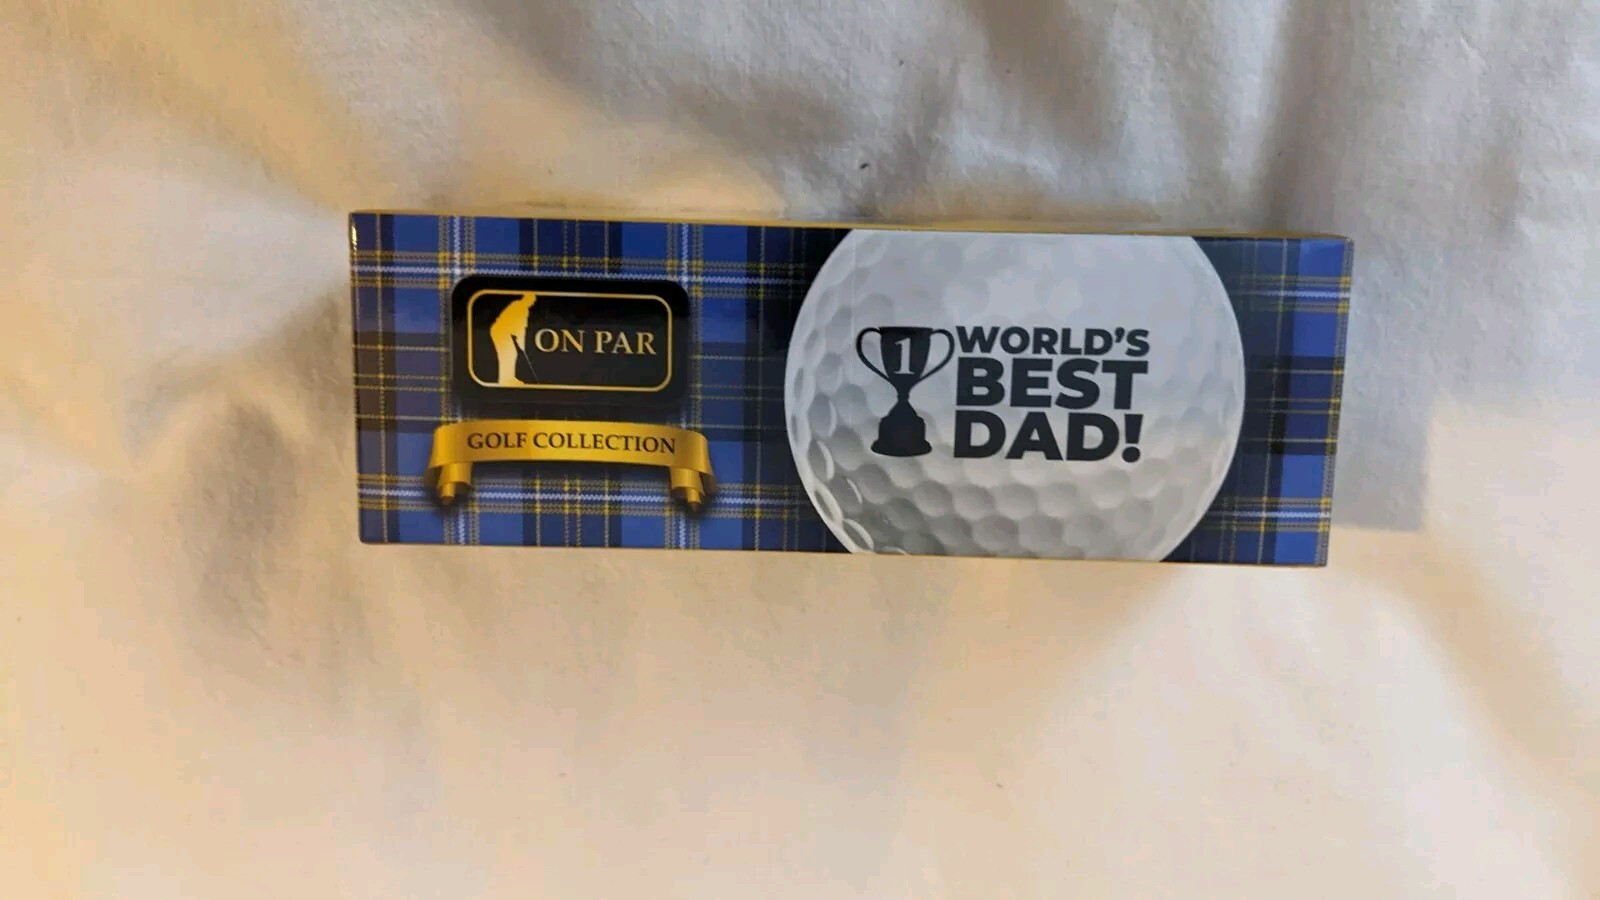 ON PAR
GOLF COLLECTION
1
WORLD'S
BEST
DAD!